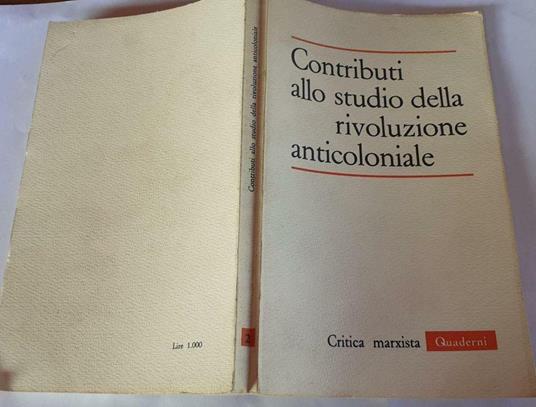 Contributi
allo studio della
rivoluzione
anticoloniale
Critica marxista Quaderni
Contributi allo studio della rivoluzione anticoloniale
2
Lire 1.000